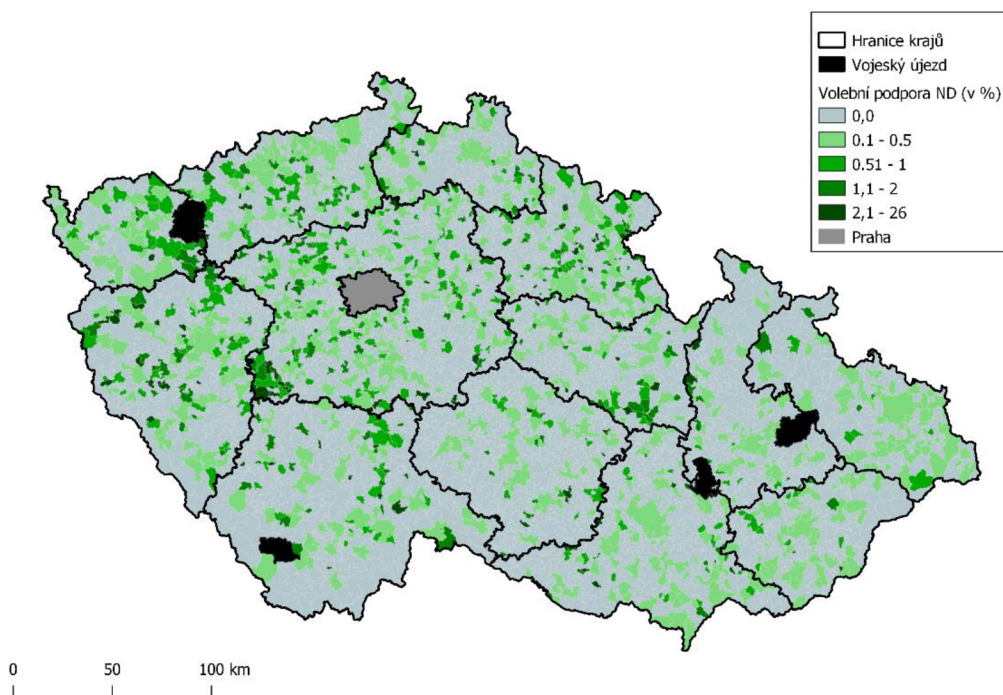 Hranice krajů
Vojeský újezd
Volební podpora ND (v %)
0,0
0.1 - 0.5
0.51 - 1
1,1 - 2
2,1 - 26
Praha
0 50 100 km